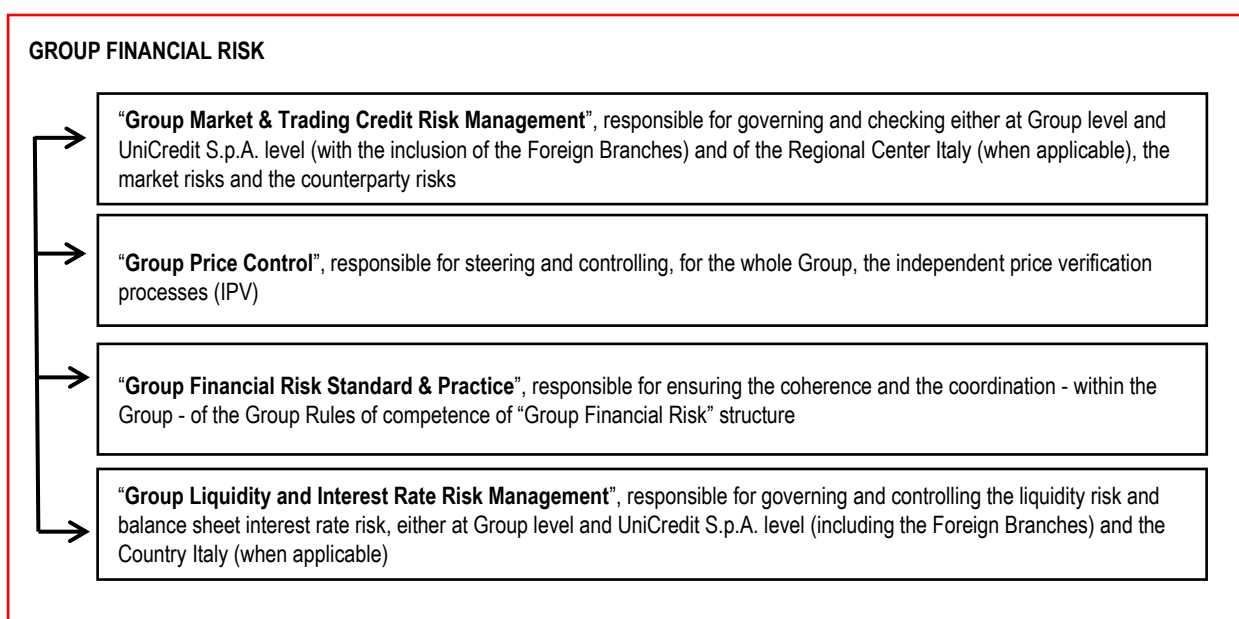 GROUP FINANCIAL RISK
“Group Market & Trading Credit Risk Management”, responsible for governing and checking either at Group level and
UniCredit S.p.A. level (with the inclusion of the Foreign Branches) and of the Regional Center Italy (when applicable), the
market risks and the counterparty risks
“Group Price Control”, responsible for steering and controlling, for the whole Group, the independent price verification
processes (IPV)
“Group Financial Risk Standard & Practice”, responsible for ensuring the coherence and the coordination - within the
Group - of the Group Rules of competence of “Group Financial Risk” structure
“Group Liquidity and Interest Rate Risk Management”, responsible for governing and controlling the liquidity risk and
balance sheet interest rate risk, either at Group level and UniCredit S.p.A. level (including the Foreign Branches) and the
Country Italy (when applicable)